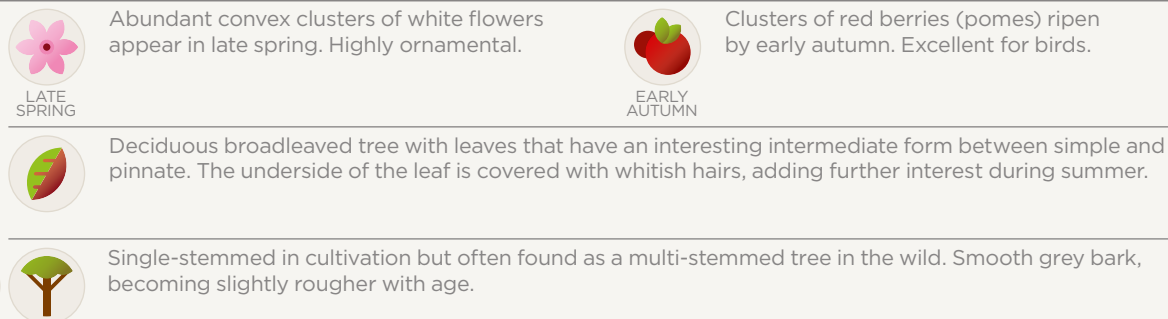 Abundant convex clusters of white flowers
appear in late spring. Highly ornamental.
LATE
SPRING
Clusters of red berries (pomes) ripen
by early autumn. Excellent for birds.
EARLY
AUTUMN
Deciduous broadleaved tree with leaves that have an interesting intermediate form between simple and
pinnate. The underside of the leaf is covered with whitish hairs, adding further interest during summer.
Single-stemmed in cultivation but often found as a multi-stemmed tree in the wild. Smooth grey bark,
becoming slightly rougher with age.